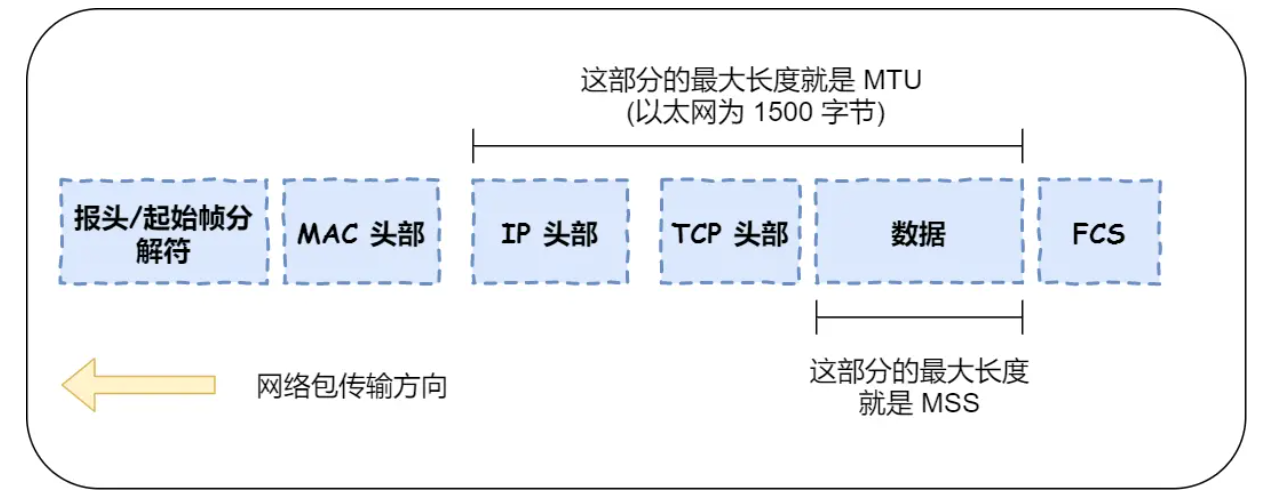 这部分的最大长度就是 MTU
(以太网为 1500 字节)
报头/起始帧分
解符
MAC 头部
IP 头部
TCP 头部
数据
FCS
网络包传输方向
这部分的最大长度
就是 MSS